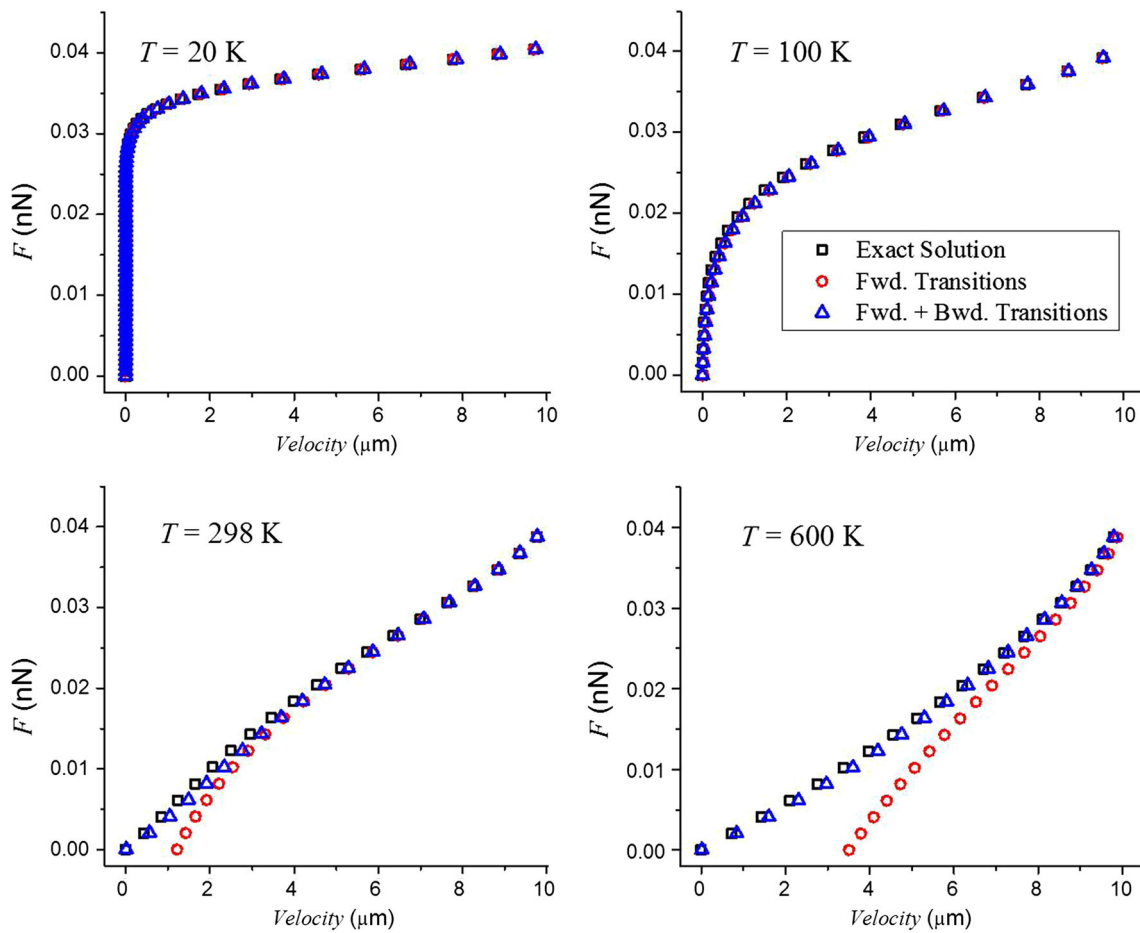 T = 20 K
0.04
0.03
0.02
0.01
0.00
F (nN)
0 2 4 6 8 10
Velocity (μm)
T = 100 K
0.04
0.03
0.02
0.01
0.00
F (nN)
Exact Solution
Fwd. Transitions
Fwd. + Bwd. Transitions
0 2 4 6 8 10
Velocity (μm)
T = 298 K
0.04
0.03
0.02
0.01
0.00
F (nN)
0 2 4 6 8 10
Velocity (μm)
T = 600 K
0.04
0.03
0.02
0.01
0.00
F (nN)
0 2 4 6 8 10
Velocity (μm)